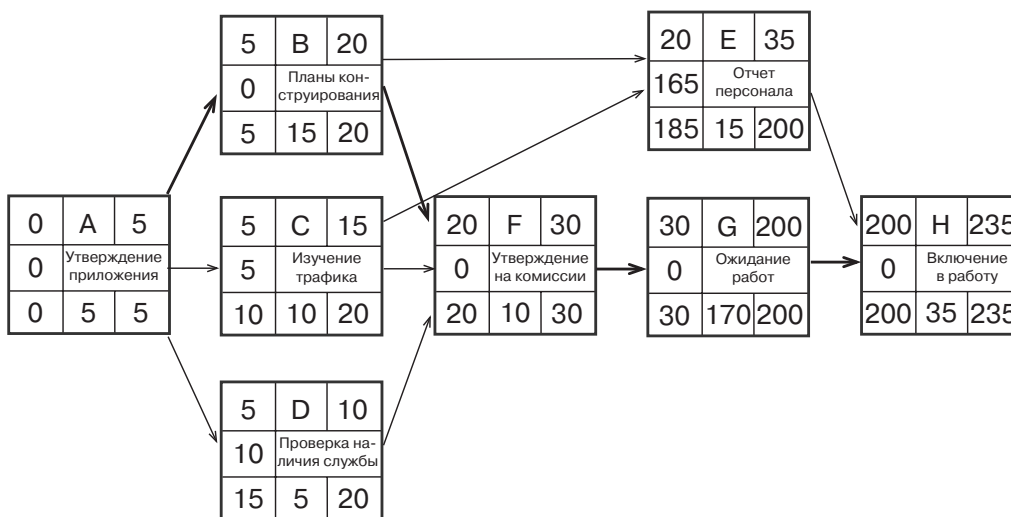 5 B 20
0 Планы кон-
струирования
5 15 20
20 E 35
165 Отчет
персонала
185 15 200
0 A 5
0 Утверждение
приложения
0 5 5
5 C 15
5 Изучение
трафика
10 10 20
20 F 30
0 Утверждение
на комиссии
20 10 30
30 G 200
0 Ожидание
работ
30 170 200
200 H 235
0 Включение
в работу
200 35 235
5 D 10
10 Проверка на-
личия службы
15 5 20